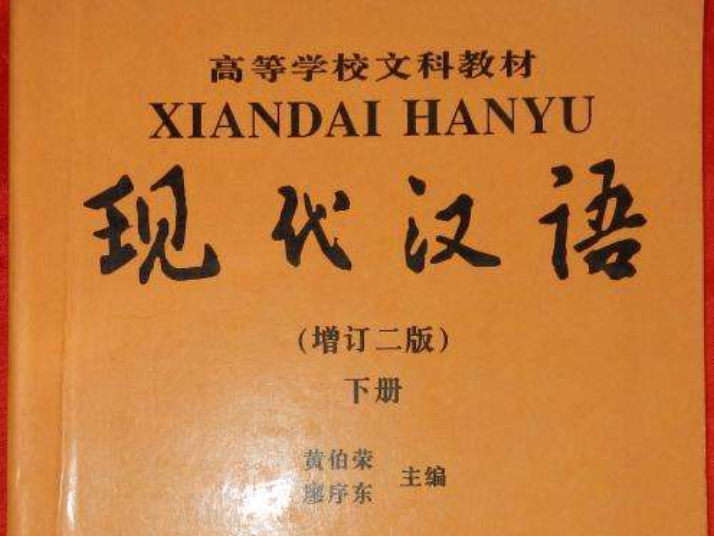 高等学校文科教材
XIANDAI HANYU
现代汉语
(增订二版)
下册
黄伯荣
廖序东 主编